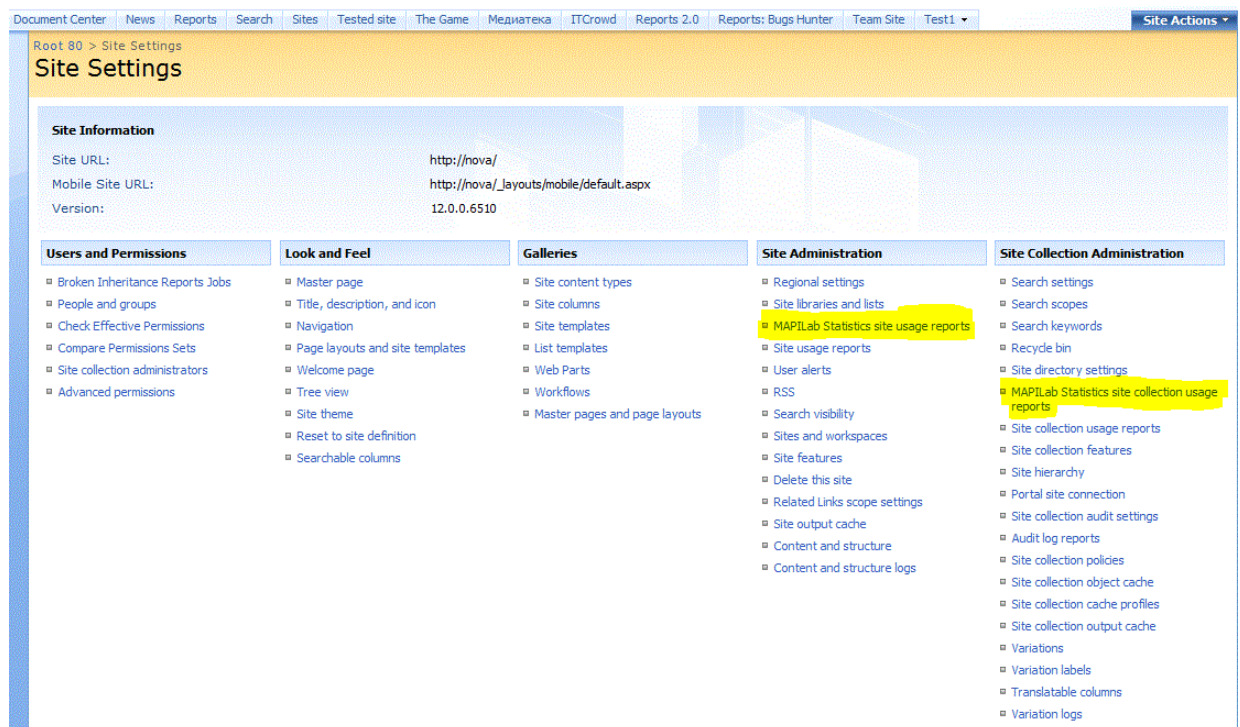 Document Center News Reports Search Sites Tested site The Game Медиатека ITCrowd Reports 2.0 Reports: Bugs Hunter Team Site Test1 Site Actions
Root 80 > Site Settings
Site Settings
Site Information
Site URL: http://nova/
Mobile Site URL: http://nova/_layouts/mobile/default.aspx
Version: 12.0.0.6510
Users and Permissions
Broken Inheritance Reports Jobs
People and groups
Check Effective Permissions
Compare Permissions Sets
Site collection administrators
Advanced permissions
Look and Feel
Master page
Title, description, and icon
Navigation
Page layouts and site templates
Welcome page
Tree view
Site theme
Reset to site definition
Searchable columns
Galleries
Site content types
Site columns
Site templates
List templates
Web Parts
Workflows
Master pages and page layouts
Site Administration
Regional settings
Site libraries and lists
MAPILab Statistics site usage reports
Site usage reports
User alerts
RSS
Search visibility
Sites and workspaces
Site features
Delete this site
Related Links scope settings
Site output cache
Content and structure
Content and structure logs
Site Collection Administration
Search settings
Search scopes
Search keywords
Recycle bin
Site directory settings
MAPILab Statistics site collection usage
reports
Site collection usage reports
Site collection features
Site hierarchy
Portal site connection
Site collection audit settings
Audit log reports
Site collection policies
Site collection object cache
Site collection cache profiles
Site collection output cache
Variations
Variation labels
Translatable columns
Variation logs